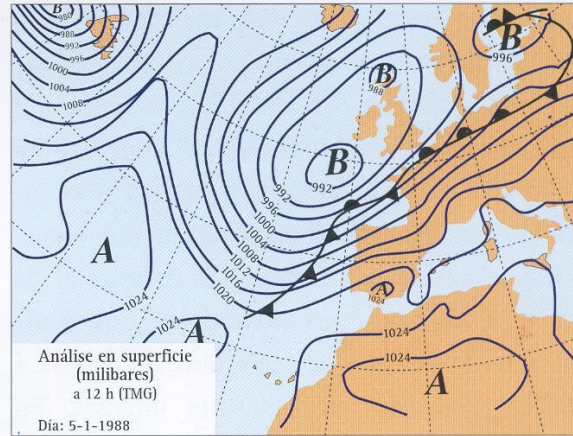 B
980
988
992
996
1000
1004
1008
B
996
B
988
B
992
992
996
1000
1004
1008
1012
1016
1020
A
1024
A
A
1024
1024
1024
A
Análise en superficie
(milibares)
a 12 h (TMG)
Día: 5-1-1988